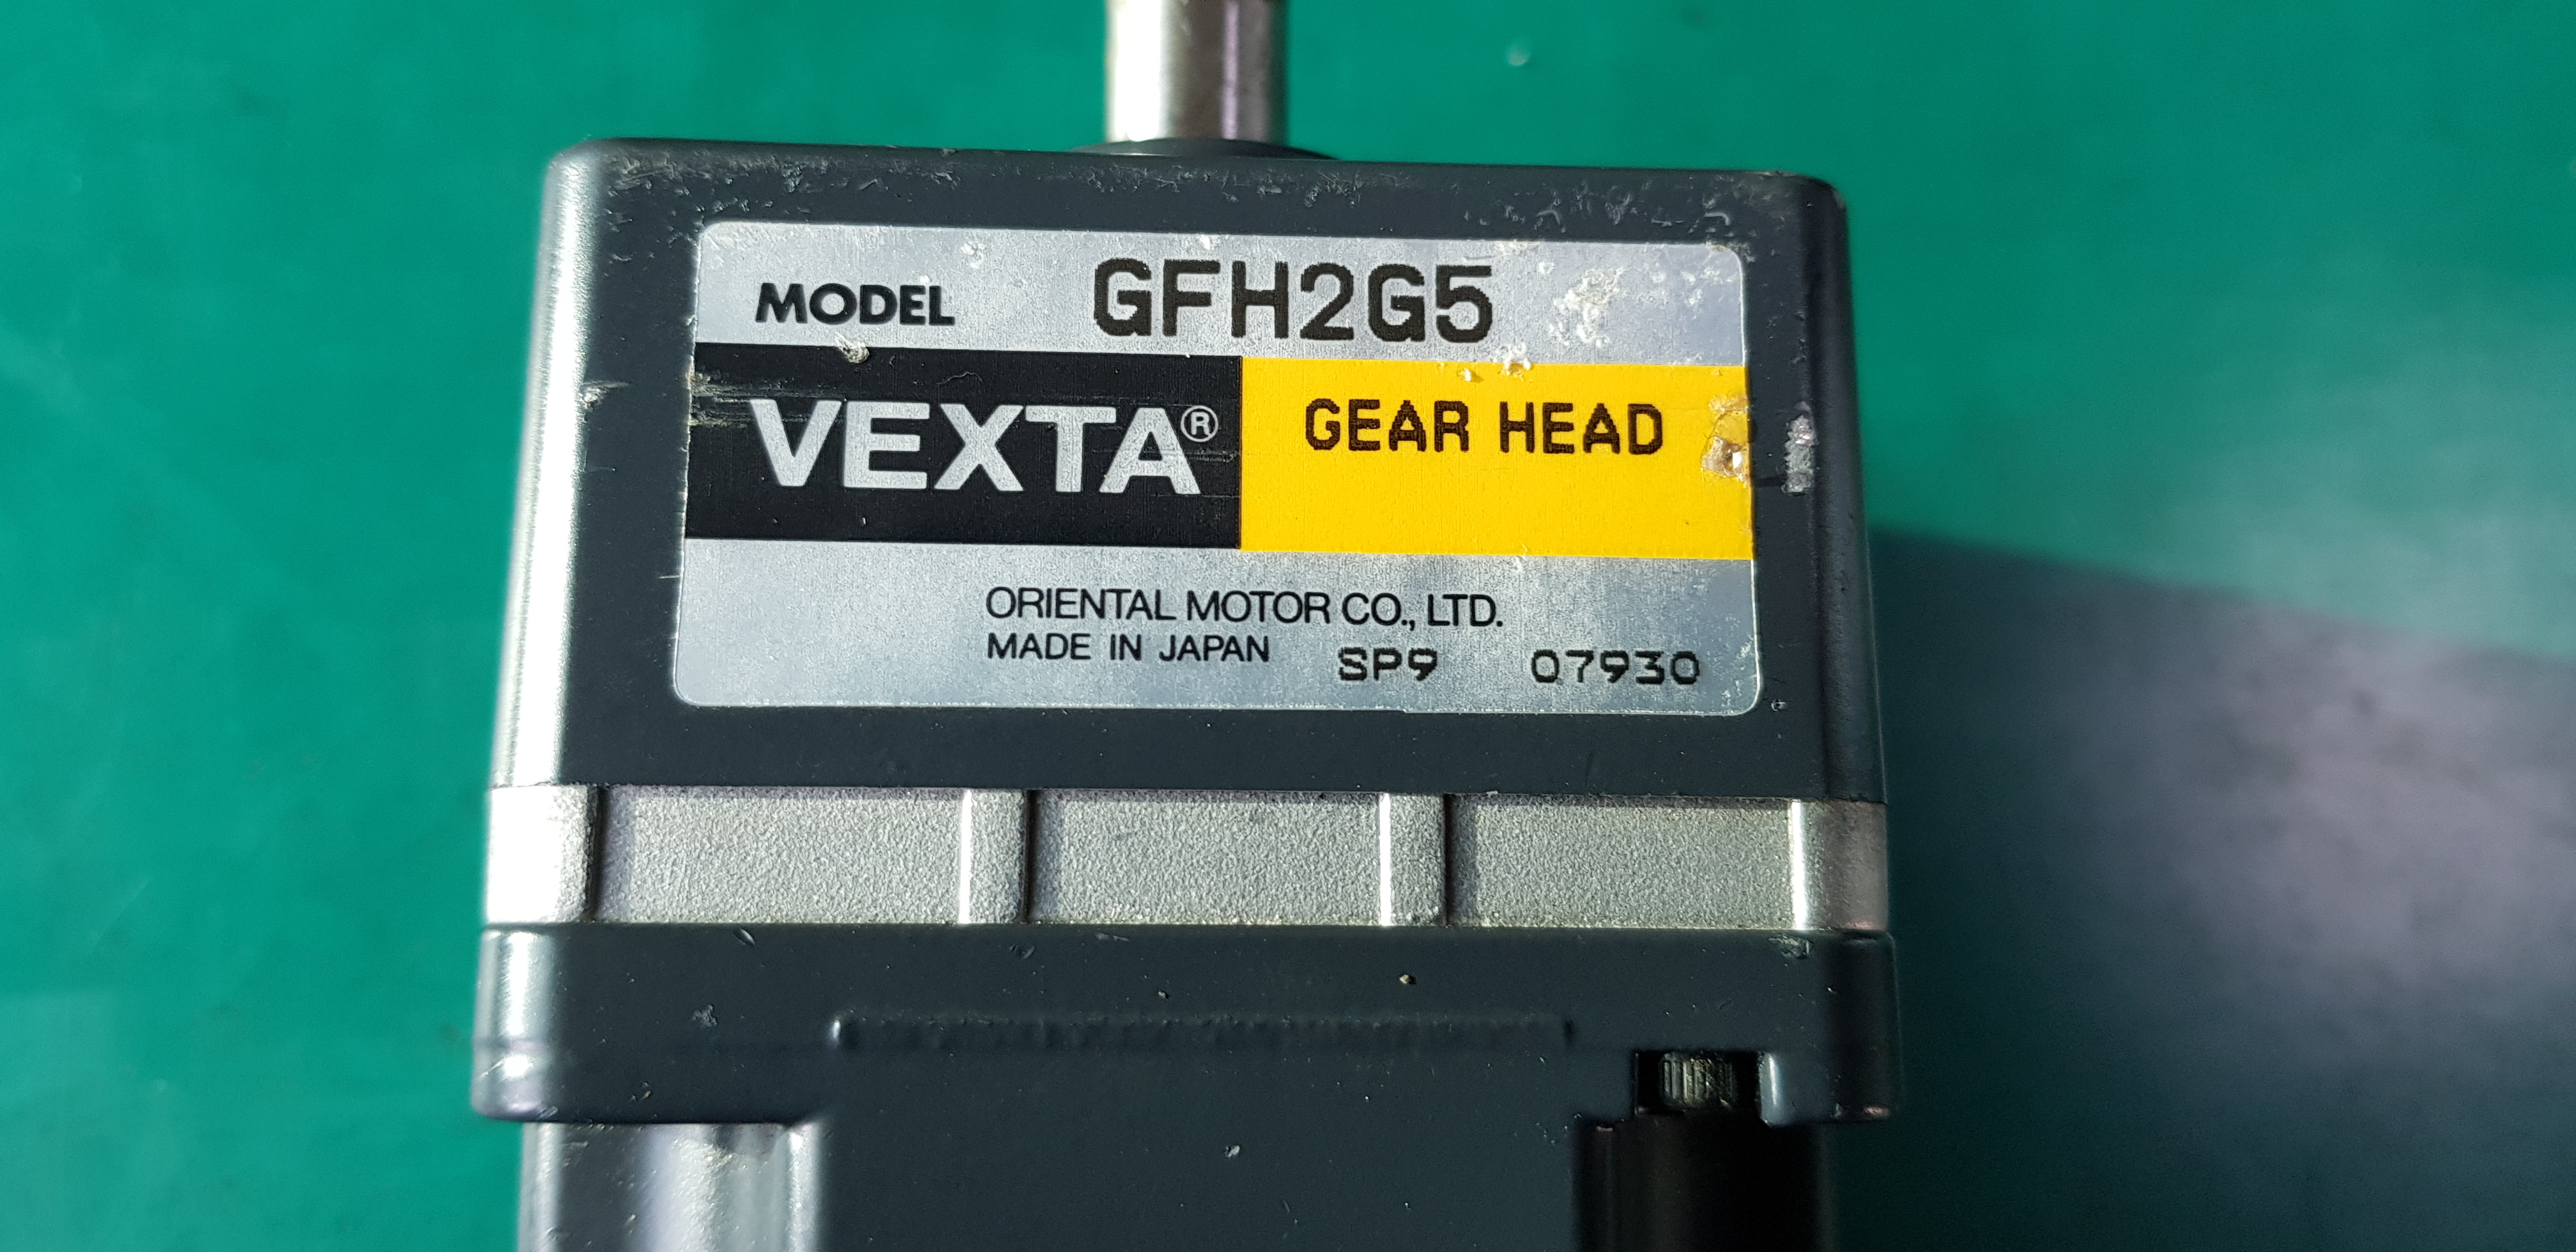 MODEL GFH2G5
VEXTA® GEAR HEAD
ORIENTAL MOTOR CO., LTD.
MADE IN JAPAN SP9 07930